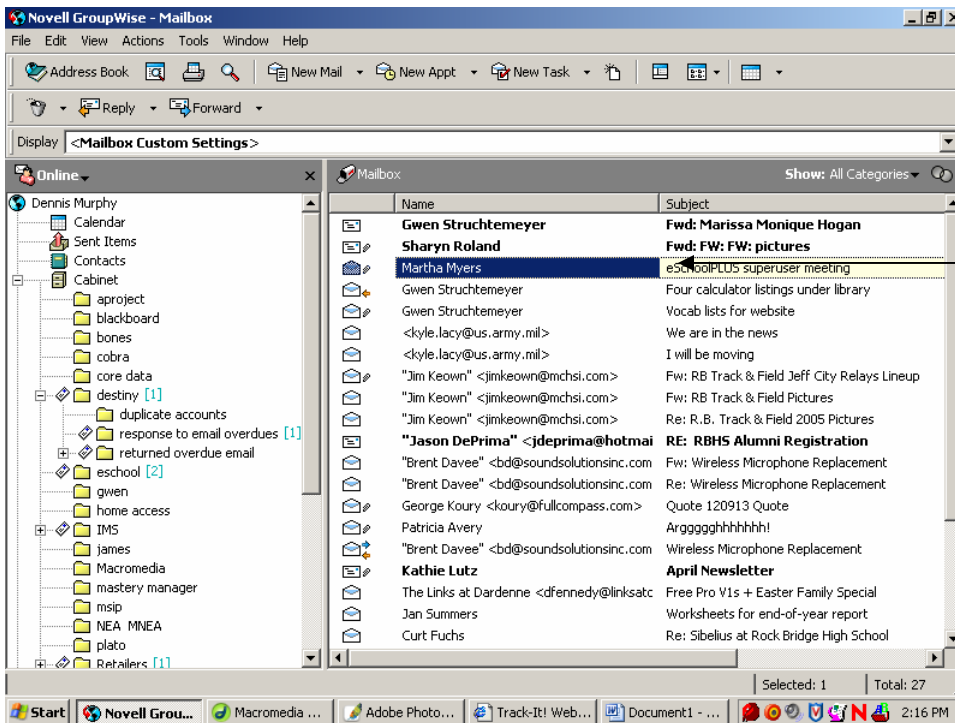 Novell GroupWise - Mailbox
File Edit View Actions Tools Window Help
Address Book New Mail New Appt New Task
Reply Forward
Display <Mailbox Custom Settings>
Online
Dennis Murphy
Calendar
Sent Items
Contacts
Cabinet
aproject
blackboard
bones
cobra
core data
destiny [1]
duplicate accounts
response to email overdues [1]
returned overdue email
eschool [2]
gwen
home access
IMS
james
Macromedia
mastery manager
msip
NEA MNEA
plato
Retailers [1]
Mailbox Show: All Categories
Name Subject
Gwen Struchtemeyer Fwd: Marissa Monique Hogan
Sharyn Roland Fwd: FW: FW: pictures
Martha Myers eSchoolPLUS superuser meeting
Gwen Struchtemeyer Four calculator listings under library
Gwen Struchtemeyer Vocab lists for website
<kyle.lacy@us.army.mil> We are in the news
<kyle.lacy@us.army.mil> I will be moving
"Jim Keown" <jimkeown@mchsi.com> Fw: RB Track & Field Jeff City Relays Lineup
"Jim Keown" <jimkeown@mchsi.com> Fw: RB Track & Field Pictures
"Jim Keown" <jimkeown@mchsi.com> Re: R.B. Track & Field 2005 Pictures
"Jason DePrima" <jdeprima@hotmai RE: RBHS Alumni Registration
"Brent Davee" <bd@soundsolutionsinc.com Fw: Wireless Microphone Replacement
"Brent Davee" <bd@soundsolutionsinc.com Re: Wireless Microphone Replacement
George Koury <koury@fullcompass.com> Quote 120913 Quote
Patricia Avery Argggghhhhhhh!
"Brent Davee" <bd@soundsolutionsinc.com Wireless Microphone Replacement
Kathie Lutz April Newsletter
The Links at Dardenne <dfennedy@linksatc Free Pro V1s + Easter Family Special
Jan Summers Worksheets for end-of-year report
Curt Fuchs Re: Sibelius at Rock Bridge High School
Selected: 1 Total: 27
Start Novell Grou... Macromedia ... Adobe Photo... Track-It! Web... Document1 - ... 2:16 PM